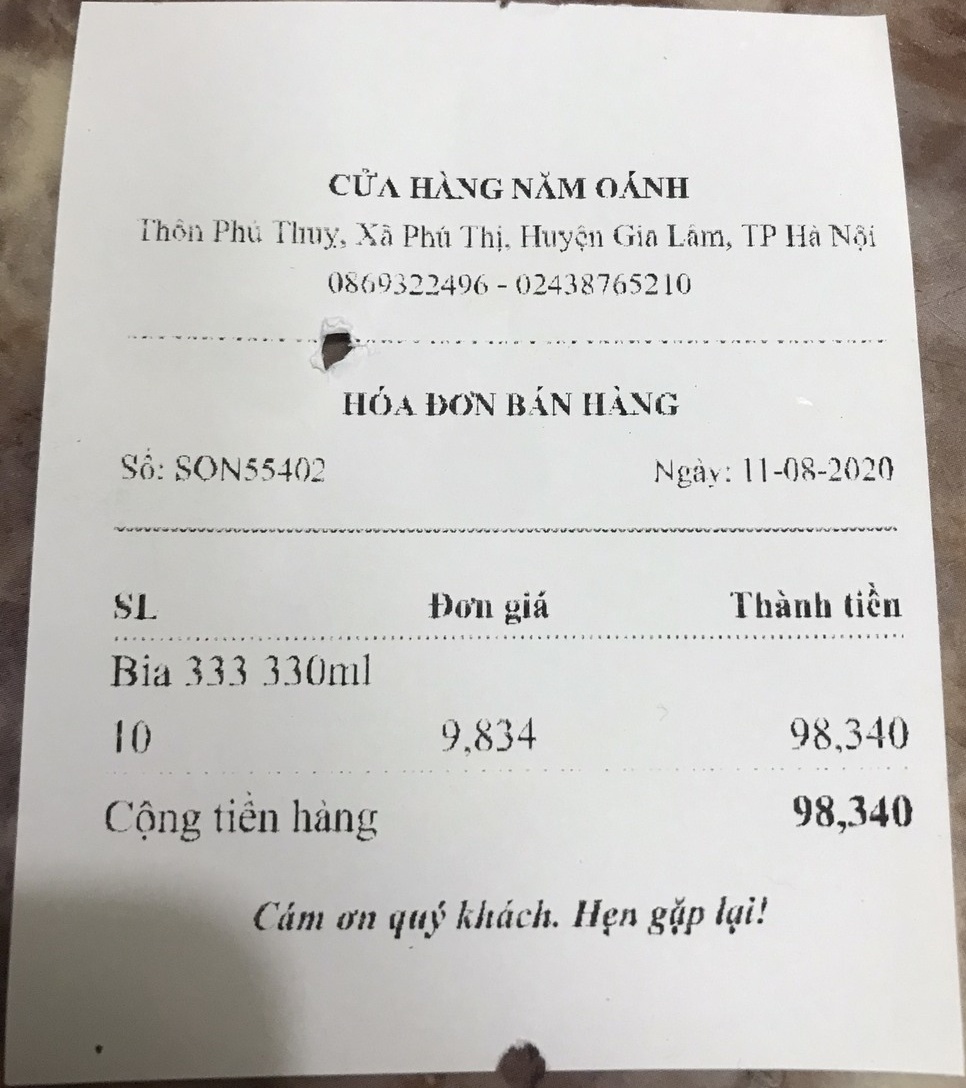 CỬA HÀNG NĂM OÁNH
Thôn Phú Thuỵ, Xã Phú Thị, Huyện Gia Lâm, TP Hà Nội
0869322496 - 02438765210
HÓA ĐƠN BÁN HÀNG
Số: SON55402 Ngày: 11-08-2020
SL Đơn giá Thành tiền
Bia 333 330ml
10 9,834 98,340
Cộng tiền hàng 98,340
Cám ơn quý khách. Hẹn gặp lại!